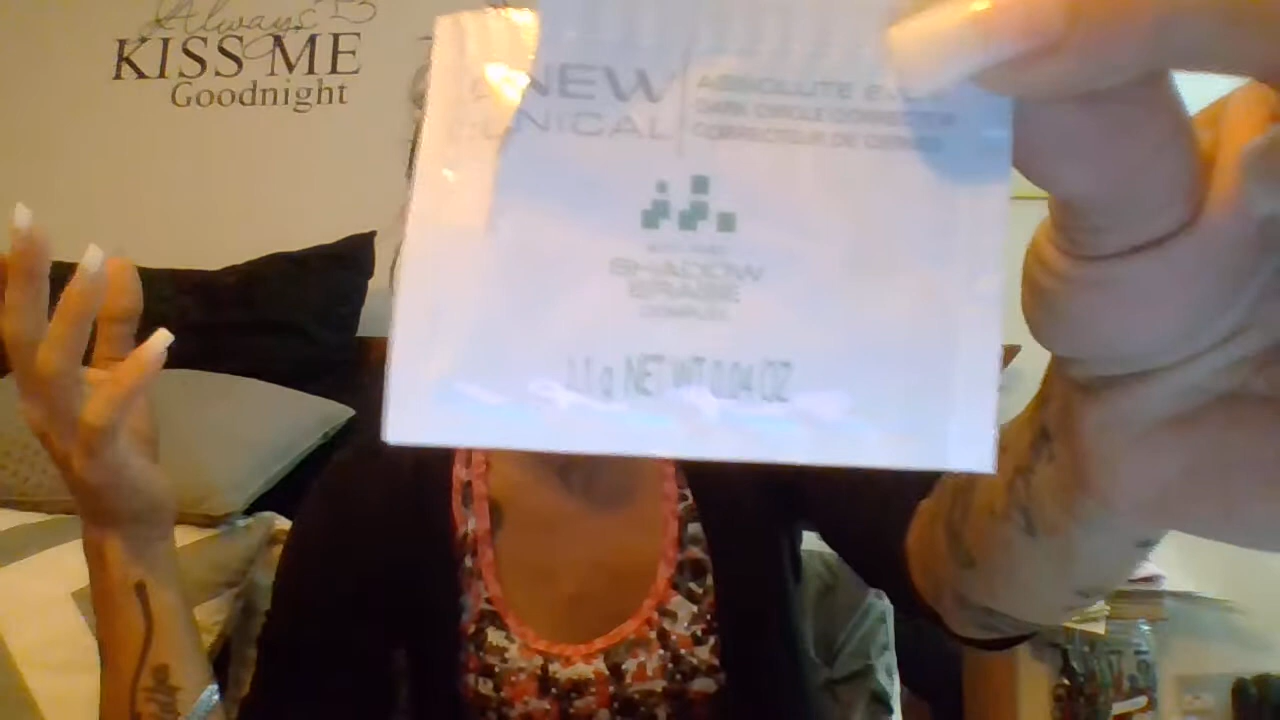 Always
KISS ME
Goodnight
NEW
CLINICAL
ABSOLUTE
DARK CIRCLE CORRECTOR
CORRECTEUR DE CERNES
SHADOW
ERASE
COMPLEX
1.1 g NET WT 0.04 OZ